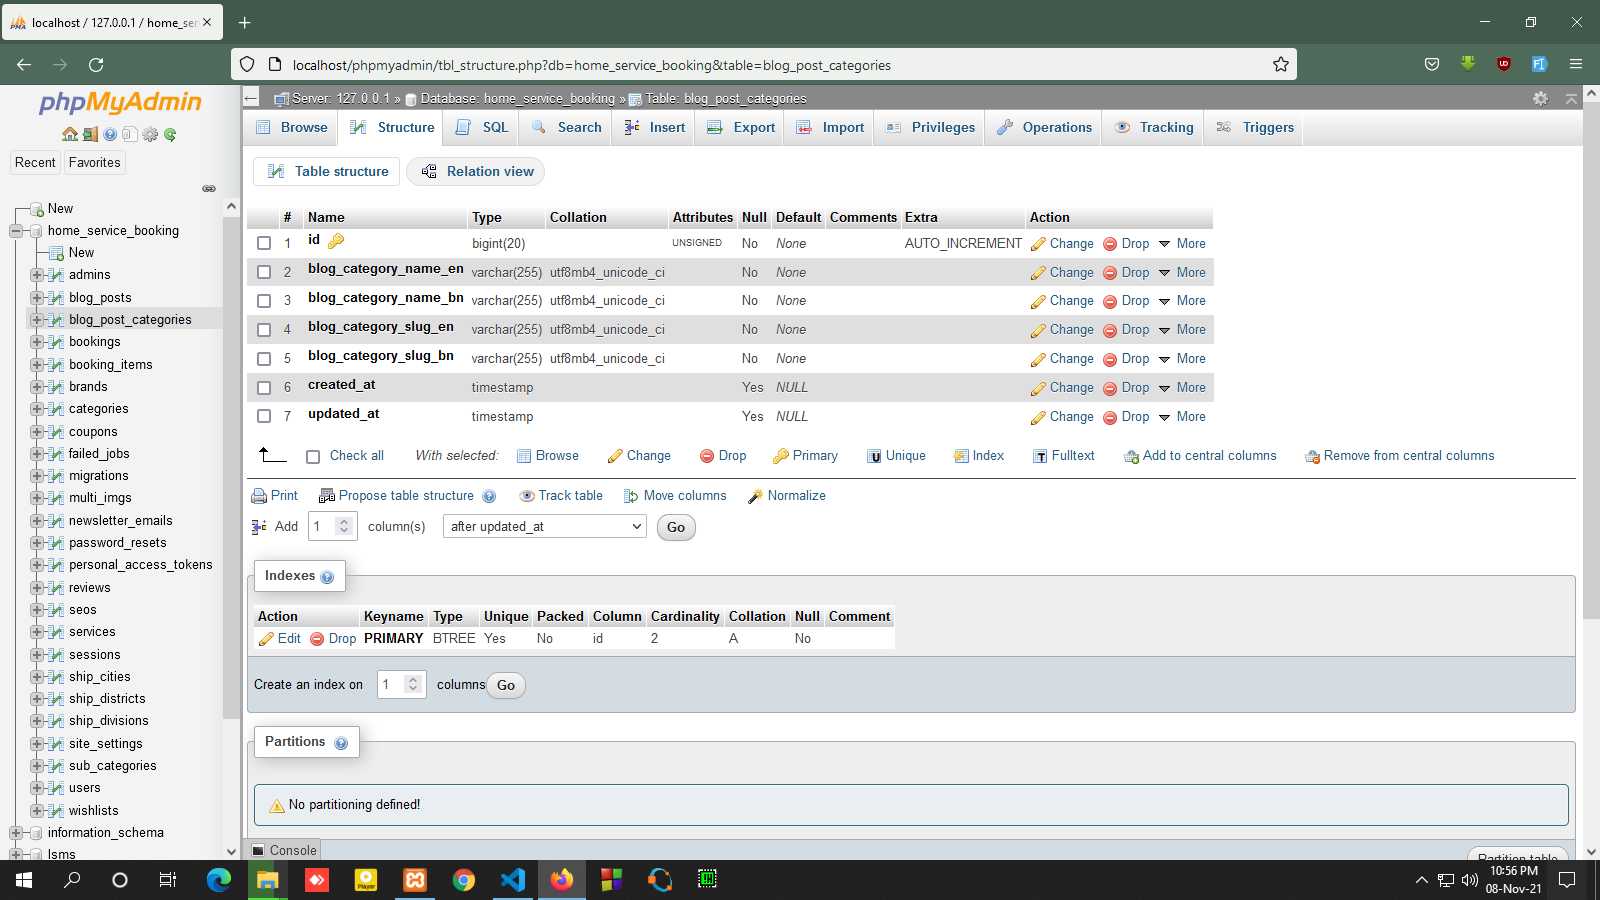 localhost / 127.0.0.1 / home_ser
localhost/phpmyadmin/tbl_structure.php?db=home_service_booking&table=blog_post_categories
phpMyAdmin
Recent Favorites
New
home_service_booking
New
admins
blog_posts
blog_post_categories
bookings
booking_items
brands
categories
coupons
failed_jobs
migrations
multi_imgs
newsletter_emails
password_resets
personal_access_tokens
reviews
seos
services
sessions
ship_cities
ship_districts
ship_divisions
site_settings
sub_categories
users
wishlists
information_schema
lsms
Server: 127.0.0.1 » Database: home_service_booking » Table: blog_post_categories
Browse Structure SQL Search Insert Export Import Privileges Operations Tracking Triggers
Table structure Relation view
# Name Type Collation Attributes Null Default Comments Extra Action
1 id bigint(20) UNSIGNED No None AUTO_INCREMENT Change Drop More
2 blog_category_name_en varchar(255) utf8mb4_unicode_ci No None Change Drop More
3 blog_category_name_bn varchar(255) utf8mb4_unicode_ci No None Change Drop More
4 blog_category_slug_en varchar(255) utf8mb4_unicode_ci No None Change Drop More
5 blog_category_slug_bn varchar(255) utf8mb4_unicode_ci No None Change Drop More
6 created_at timestamp Yes NULL Change Drop More
7 updated_at timestamp Yes NULL Change Drop More
Check all With selected: Browse Change Drop Primary Unique Index Fulltext Add to central columns Remove from central columns
Print Propose table structure Track table Move columns Normalize
Add 1 column(s) after updated_at Go
Indexes
Action Keyname Type Unique Packed Column Cardinality Collation Null Comment
Edit Drop PRIMARY BTREE Yes No id 2 A No
Create an index on 1 columns Go
Partitions
No partitioning defined!
Partition table
Console
10:56 PM
08-Nov-21